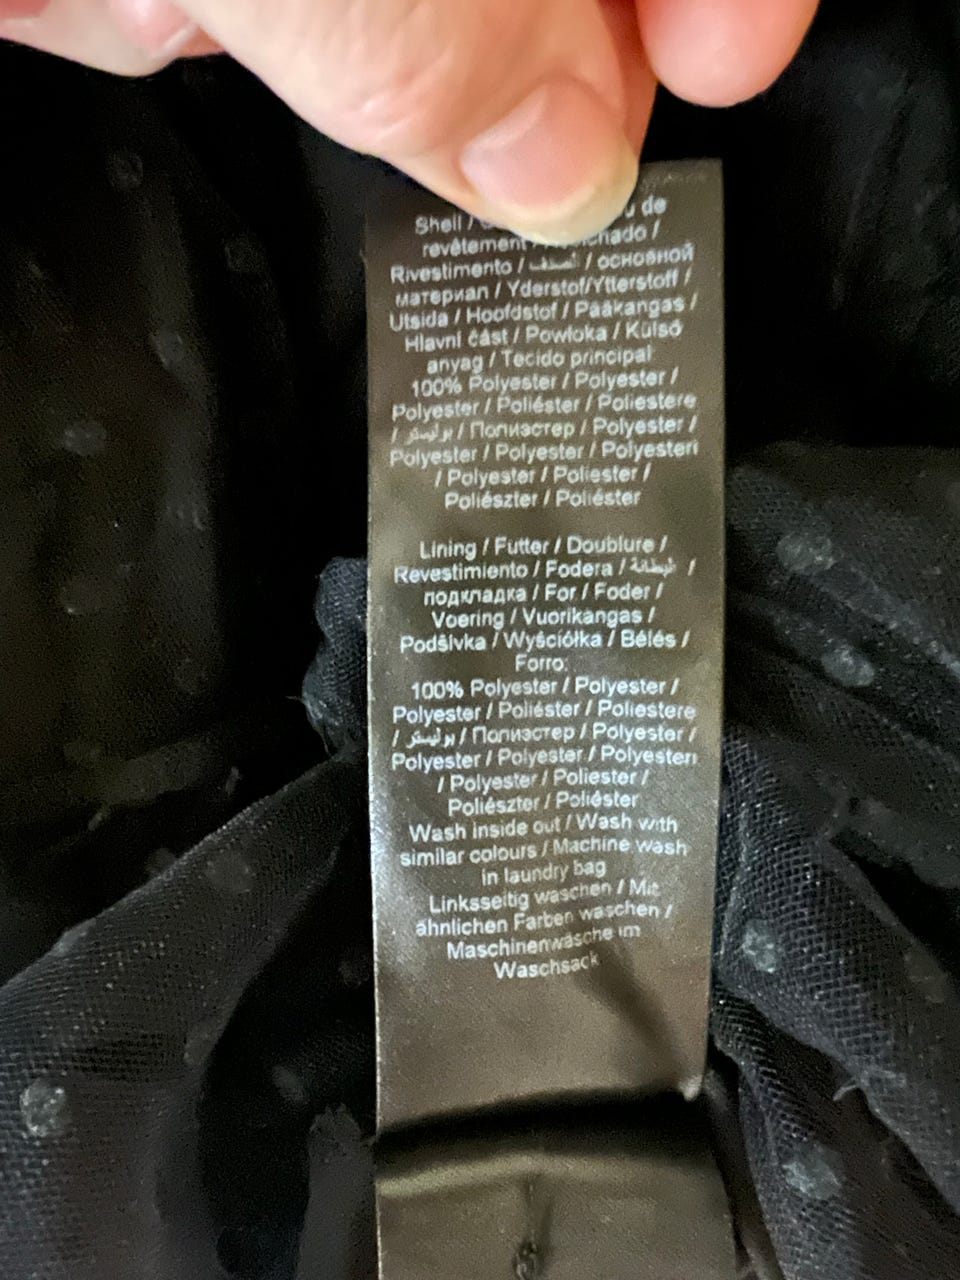 Shell / de
revêtement /
Rivestimento / أصدف / основной
материал / Yderstof/Ytterstoff /
Utsida / Hoofdstof / Pääkangas /
Hlavní část / Powłoka / Külső
anyag / Tecido principal:
100% Polyester / Polyester /
Polyester / Poliéster / Poliestere
/ بوليستر / Полиэстер / Polyester /
Polyester / Polyester / Polyesteri
/ Polyester / Poliester /
Poliészter / Poliéster
Lining / Futter / Doublure /
Revestimiento / Fodera / البطانة /
подкладка / For / Foder /
Voering / Vuorikangas /
Podšívka / Wyściółka / Bélés /
Forro:
100% Polyester / Polyester /
Polyester / Poliéster / Poliestere
/ بوليستر / Полиэстер / Polyester /
Polyester / Polyester / Polyesteri
/ Polyester / Poliester /
Poliészter / Poliéster
Wash inside out / Wash with
similar colours / Machine wash
in laundry bag
Linksseitig waschen / Mit
ähnlichen Farben waschen /
Maschinenwäsche im
Waschsack